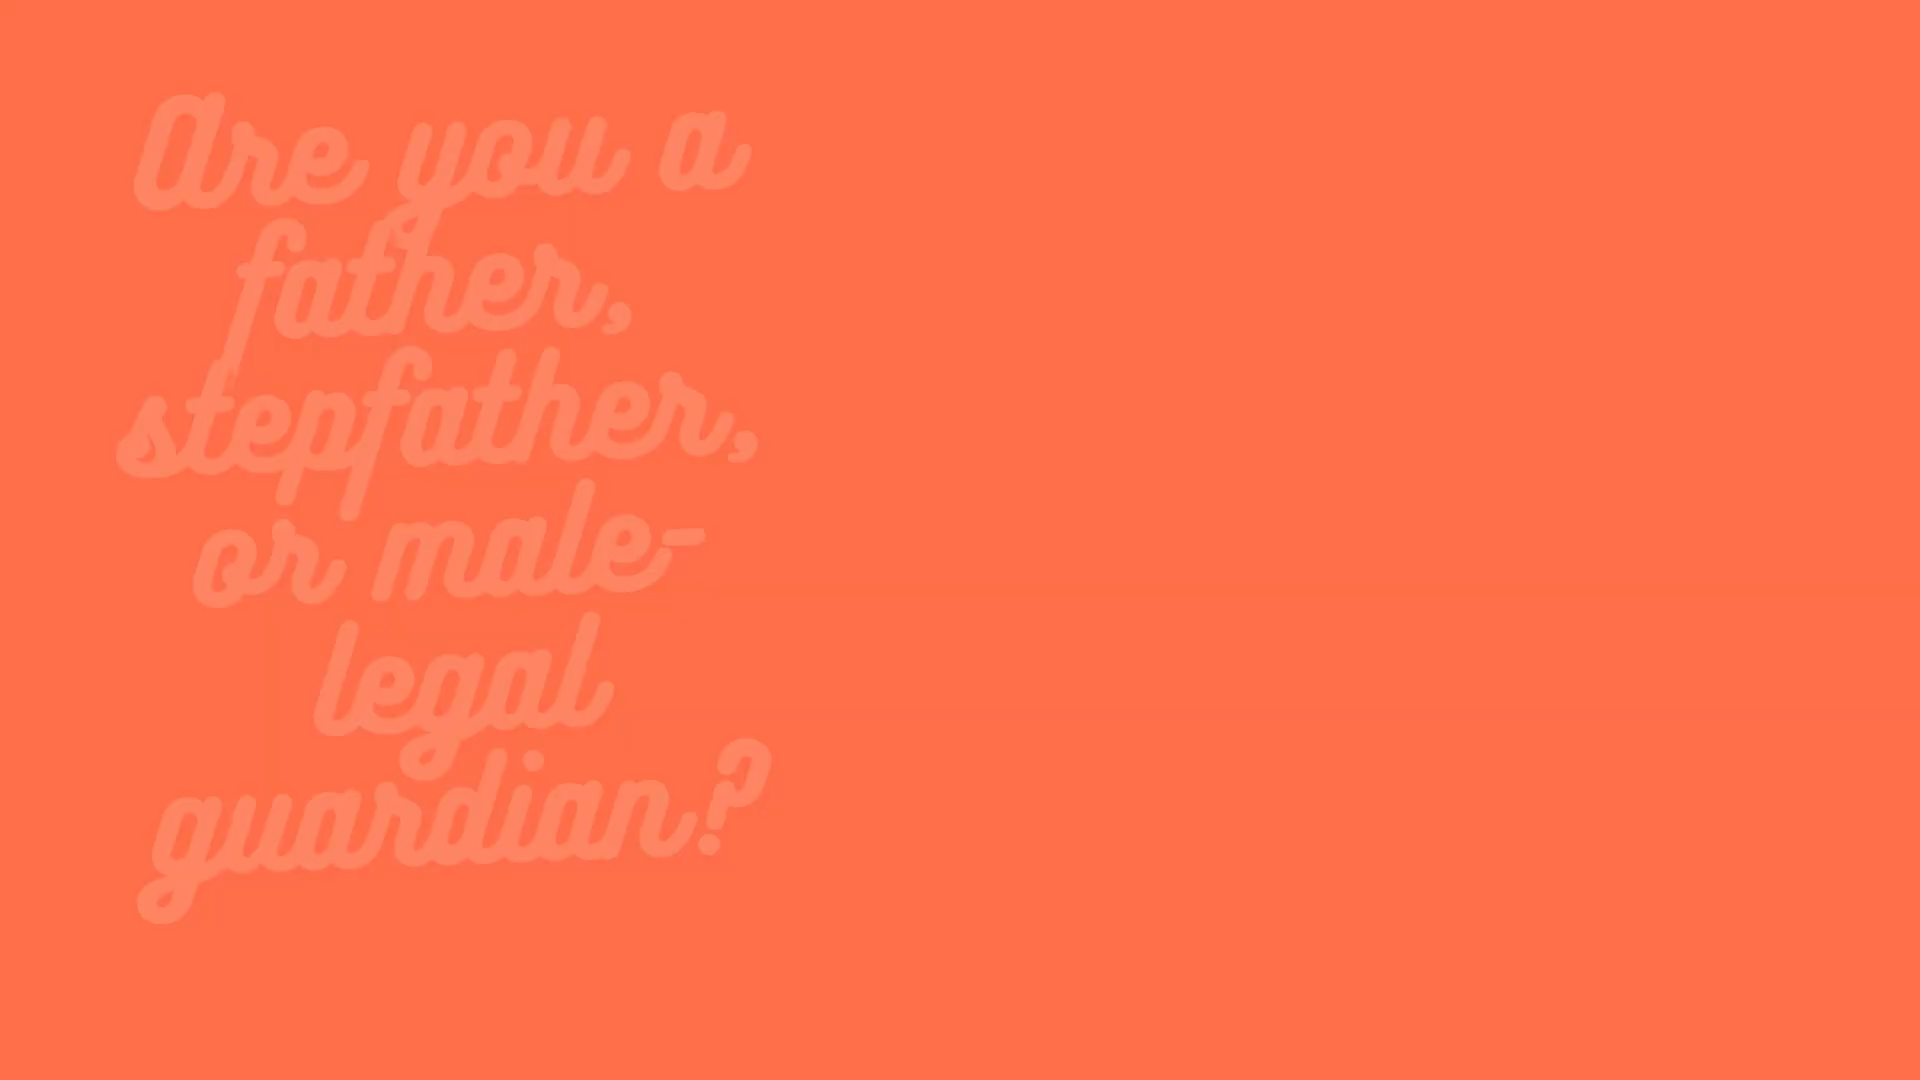 Are you a
father,
stepfather,
or male-
legal
guardian?